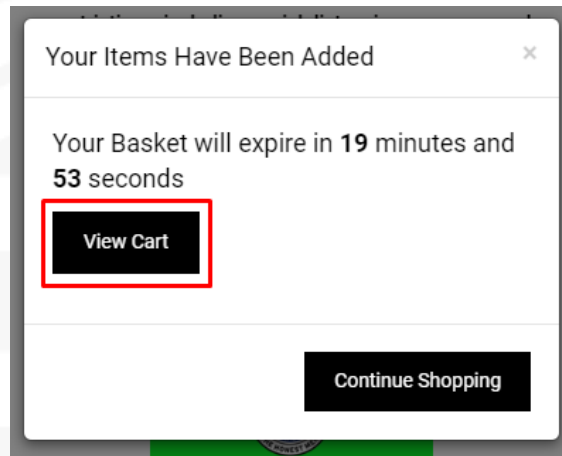 Your Items Have Been Added ×
Your Basket will expire in 19 minutes and
53 seconds
View Cart
Continue Shopping